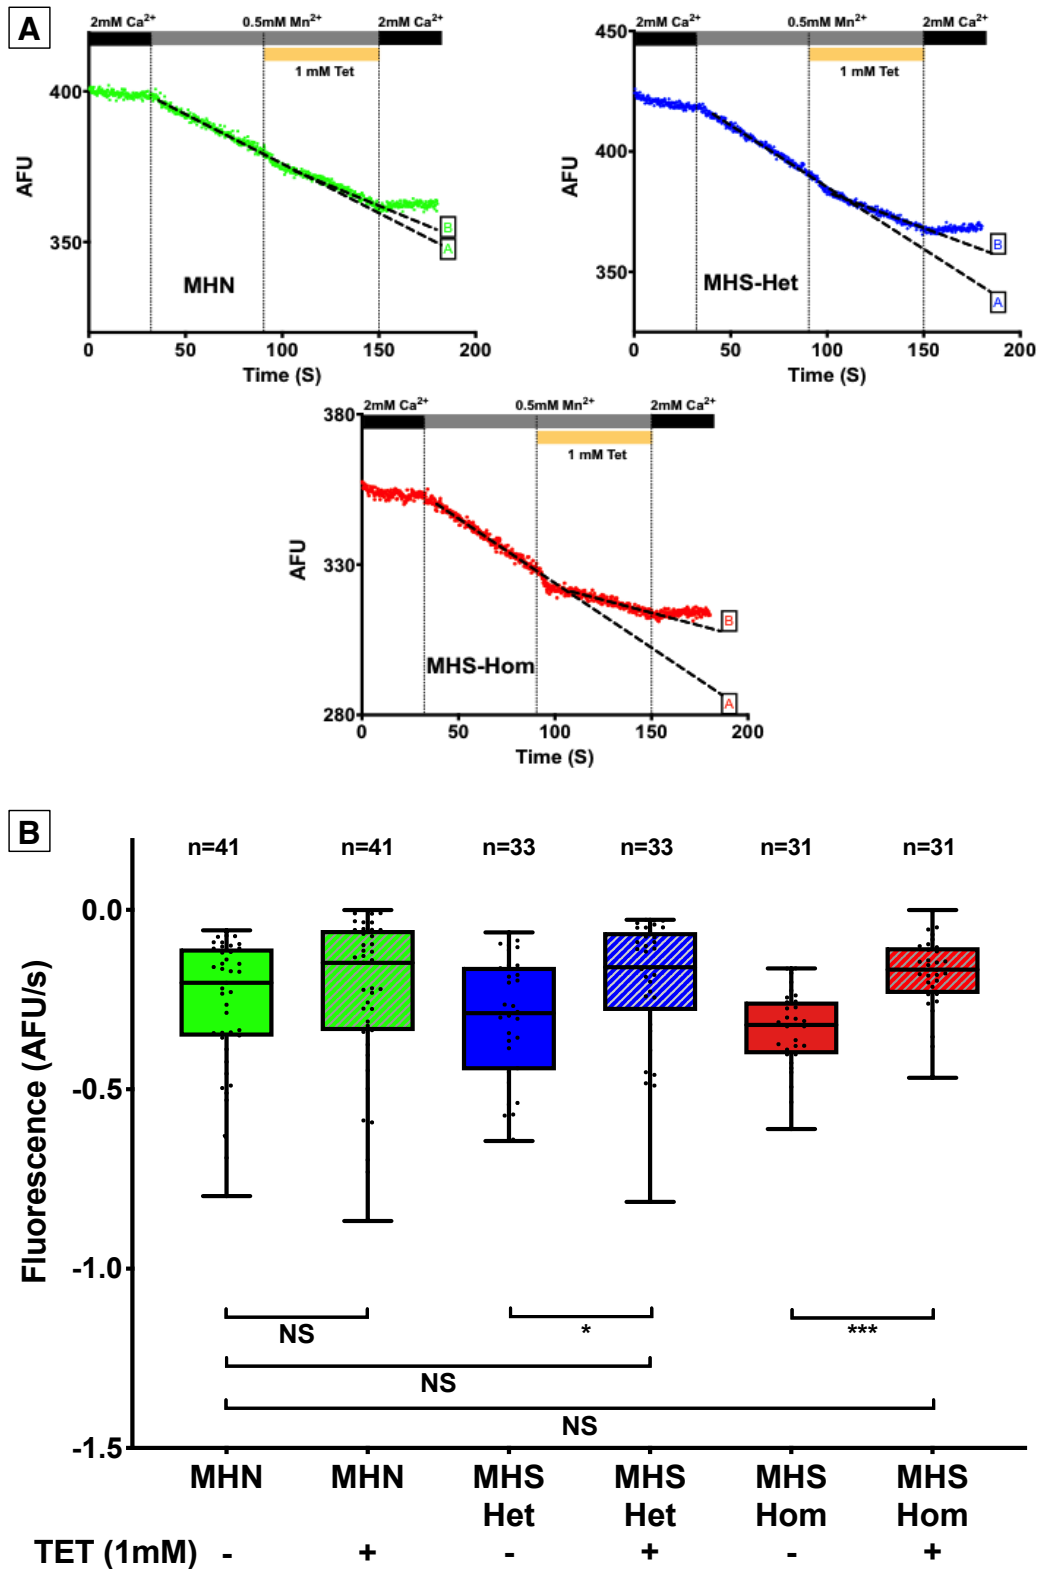 A
2mM Ca²⁺ 0.5mM Mn²⁺ 2mM Ca²⁺
1 mM Tet
400
350
AFU
B
A
MHN
0 50 100 150 200
Time (S)
450
2mM Ca²⁺ 0.5mM Mn²⁺ 2mM Ca²⁺
1 mM Tet
400
350
AFU
B
A
MHS-Het
0 50 100 150 200
Time (S)
380
2mM Ca²⁺ 0.5mM Mn²⁺ 2mM Ca²⁺
1 mM Tet
330
280
AFU
B
A
MHS-Hom
0 50 100 150 200
Time (S)
B
n=41 n=41 n=33 n=33 n=31 n=31
0.0
-0.5
-1.0
-1.5
Fluorescence (AFU/s)
NS * ***
NS
NS
MHN MHN MHS MHS MHS MHS
Het Het Hom Hom
TET (1mM) - + - + - +